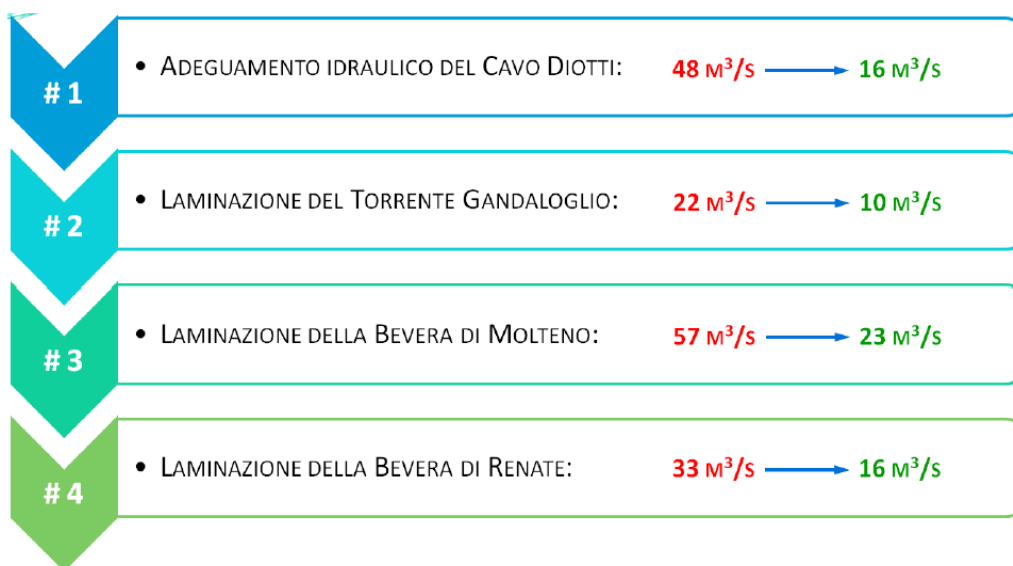 # 1
• ADEGUAMENTO IDRAULICO DEL CAVO DIOTTI: 48 M³/S → 16 M³/S
# 2
• LAMINAZIONE DEL TORRENTE GANDALOGLIO: 22 M³/S → 10 M³/S
# 3
• LAMINAZIONE DELLA BEVERA DI MOLTENO: 57 M³/S → 23 M³/S
# 4
• LAMINAZIONE DELLA BEVERA DI RENATE: 33 M³/S → 16 M³/S